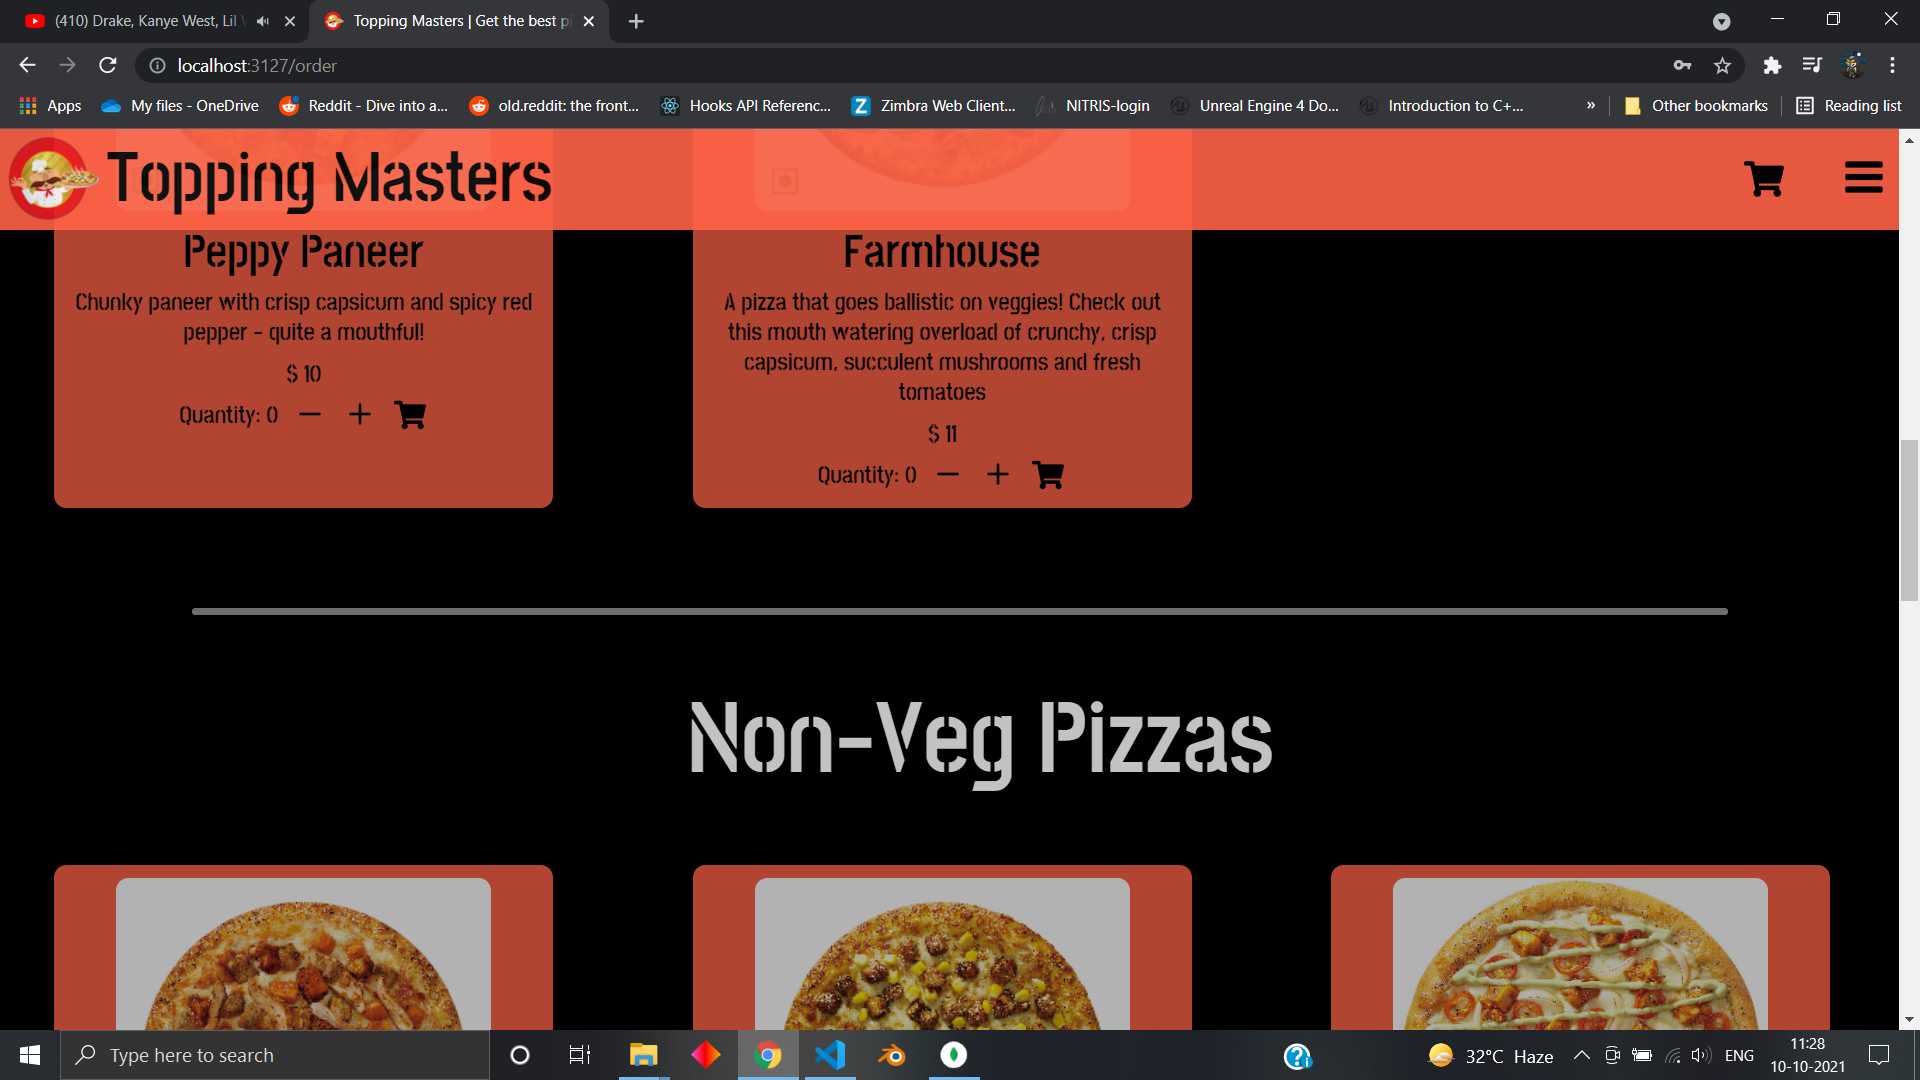 (410) Drake, Kanye West, Lil
Topping Masters | Get the best pi
localhost:3127/order
Apps
My files - OneDrive
Reddit - Dive into a...
old.reddit: the front...
Hooks API Referenc...
Zimbra Web Client...
NITRIS-login
Unreal Engine 4 Do...
Introduction to C+...
»
Other bookmarks
Reading list
Topping Masters
Peppy Paneer
Chunky paneer with crisp capsicum and spicy red
pepper - quite a mouthful!
$ 10
Quantity: 0
Farmhouse
A pizza that goes ballistic on veggies! Check out
this mouth watering overload of crunchy, crisp
capsicum, succulent mushrooms and fresh
tomatoes
$ 11
Quantity: 0
Non-Veg Pizzas
Type here to search
32°C Haze
ENG
11:28
10-10-2021